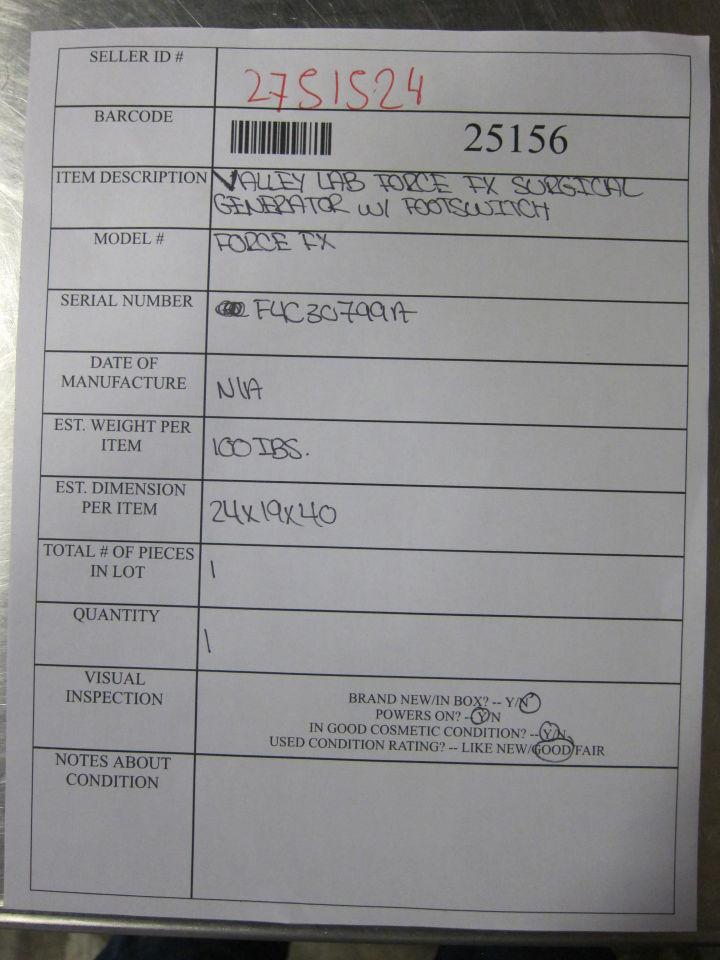 SELLER ID #
2751524
BARCODE
25156
ITEM DESCRIPTION
VALLEY LAB FORCE FX SURGICAL
GENERATOR W/ FOOTSWITCH
MODEL #
FORCE FX
SERIAL NUMBER
F4C30799A
DATE OF
MANUFACTURE
N/A
EST. WEIGHT PER
ITEM
100 IBS.
EST. DIMENSION
PER ITEM
24X19X40
TOTAL # OF PIECES
IN LOT
1
QUANTITY
1
VISUAL
INSPECTION
BRAND NEW/IN BOX? -- Y/N
POWERS ON? -- Y/N
IN GOOD COSMETIC CONDITION? -- Y/N
USED CONDITION RATING? -- LIKE NEW/GOOD/FAIR
NOTES ABOUT
CONDITION